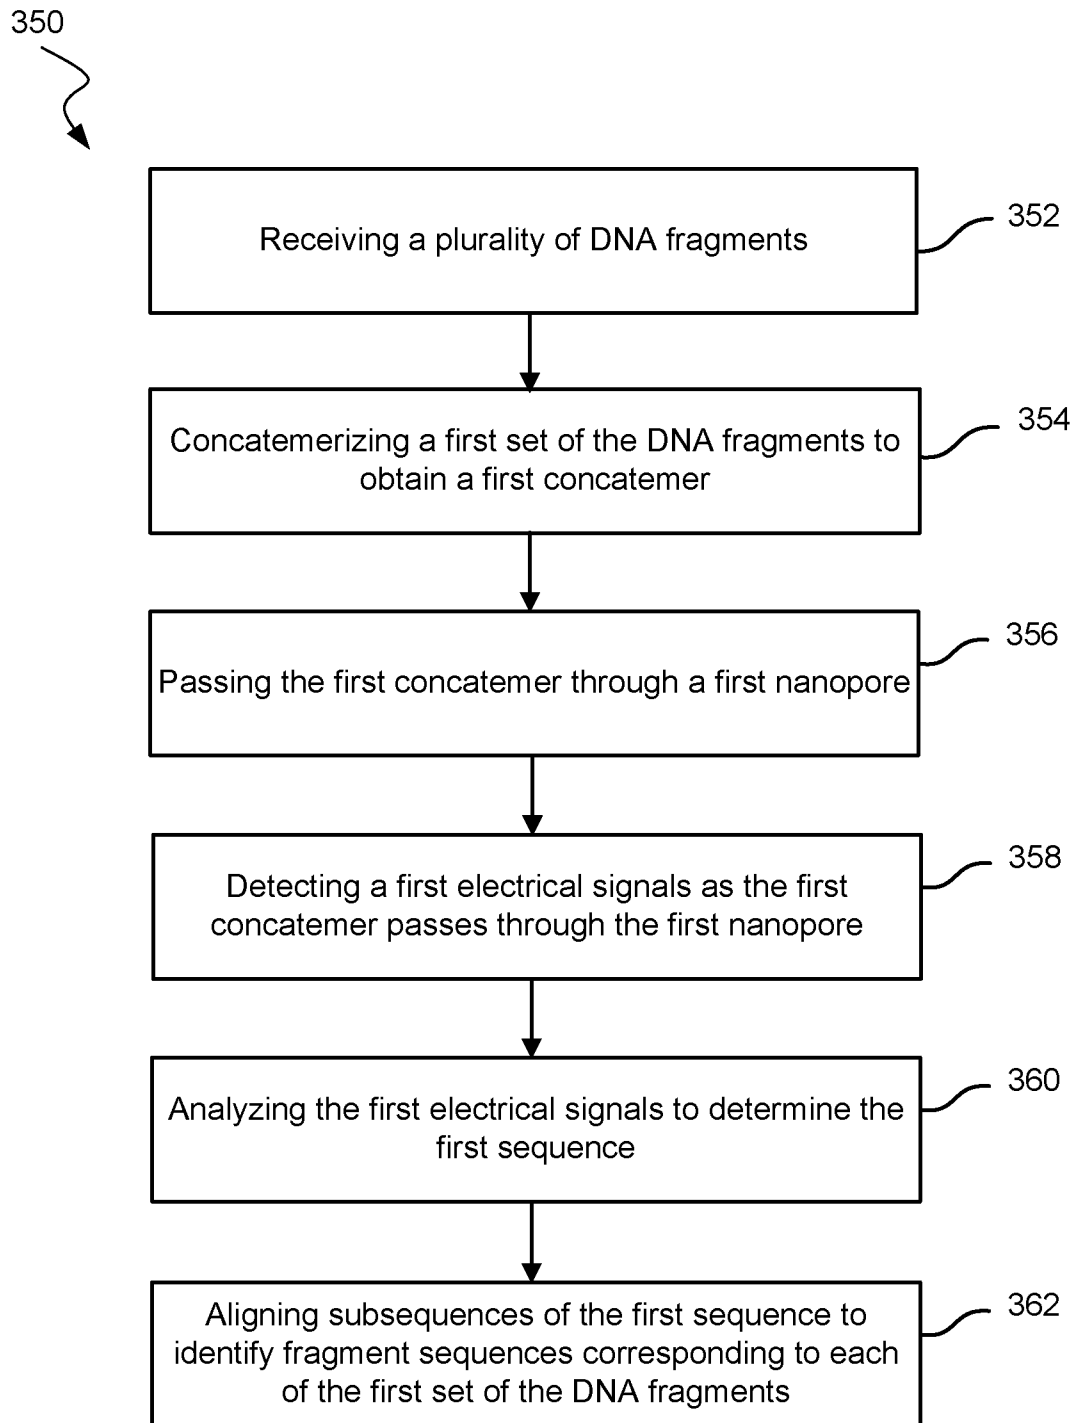 350
Receiving a plurality of DNA fragments
352
Concatemerizing a first set of the DNA fragments to
obtain a first concatemer
354
Passing the first concatemer through a first nanopore
356
Detecting a first electrical signals as the first
concatemer passes through the first nanopore
358
Analyzing the first electrical signals to determine the
first sequence
360
Aligning subsequences of the first sequence to
identify fragment sequences corresponding to each
of the first set of the DNA fragments
362